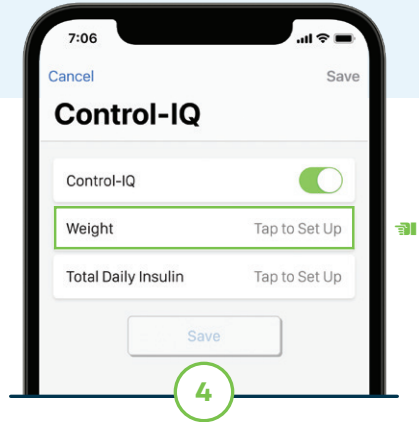 7:06
Cancel Save
Control-IQ
Control-IQ
Weight Tap to Set Up
Total Daily Insulin Tap to Set Up
Save
4